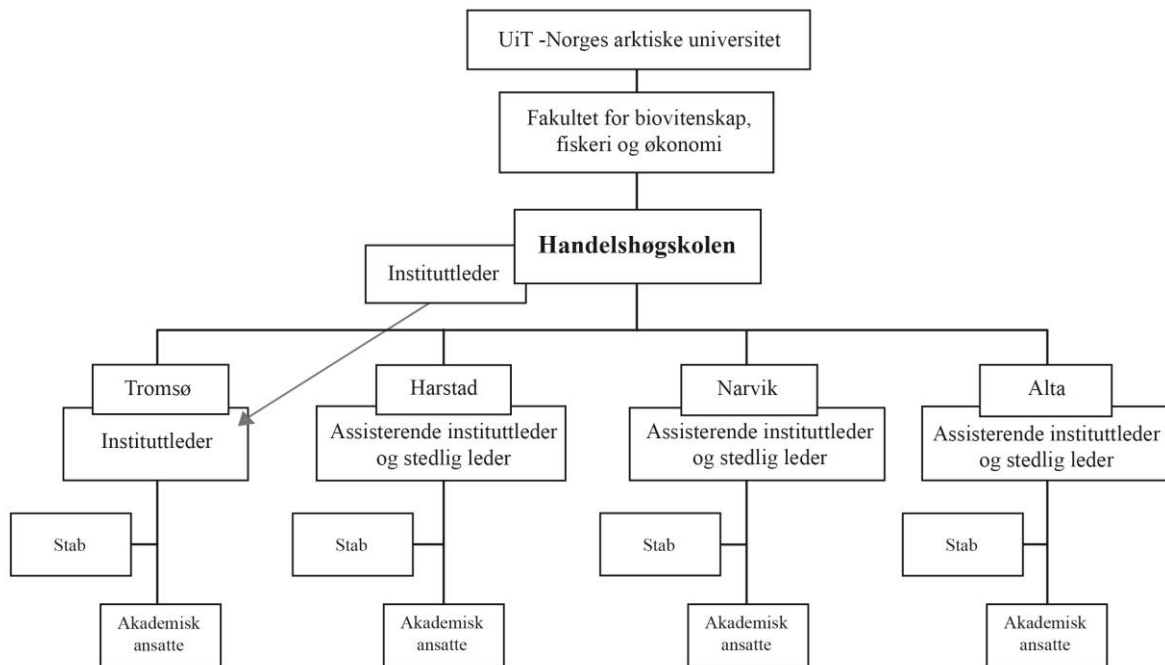 UiT -Norges arktiske universitet
Fakultet for biovitenskap,
fiskeri og økonomi
Handelshøgskolen
Instituttleder
Tromsø
Instituttleder
Harstad
Assisterende instituttleder
og stedlig leder
Narvik
Assisterende instituttleder
og stedlig leder
Alta
Assisterende instituttleder
og stedlig leder
Stab
Stab
Stab
Stab
Akademisk
ansatte
Akademisk
ansatte
Akademisk
ansatte
Akademisk
ansatte